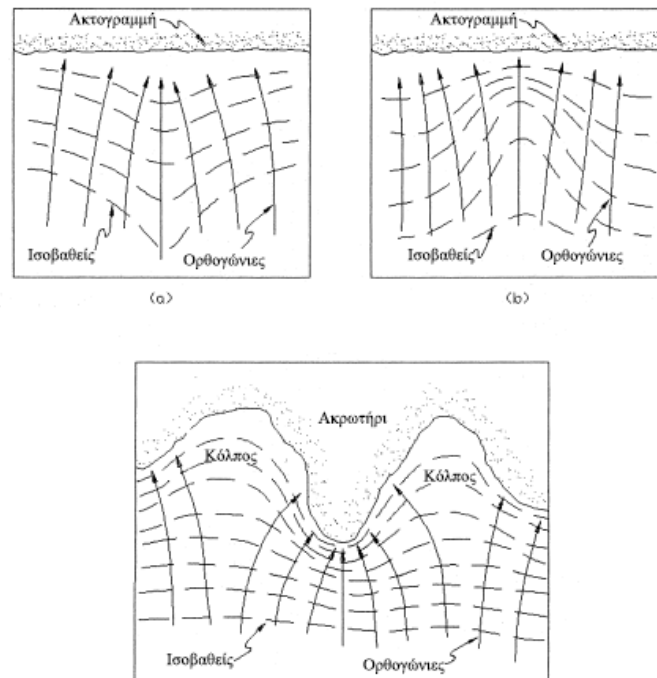 Ακτογραμμή
Ακτογραμμή
Ισοβαθείς
Ορθογώνιες
Ισοβαθείς
Ορθογώνιες
(a)
(b)
Ακρωτήρι
Κόλπος
Κόλπος
Ισοβαθείς
Ορθογώνιες